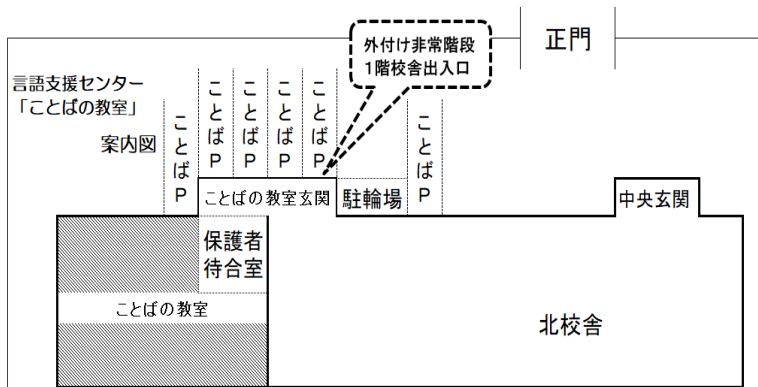 正門
外付け非常階段
1階校舎出入口
言語支援センター
「ことばの教室」
案内図
ことばP
ことばP
ことばP
ことばP
ことばP
ことばP
ことばの教室玄関
駐輪場
中央玄関
保護者
待合室
ことばの教室
北校舎